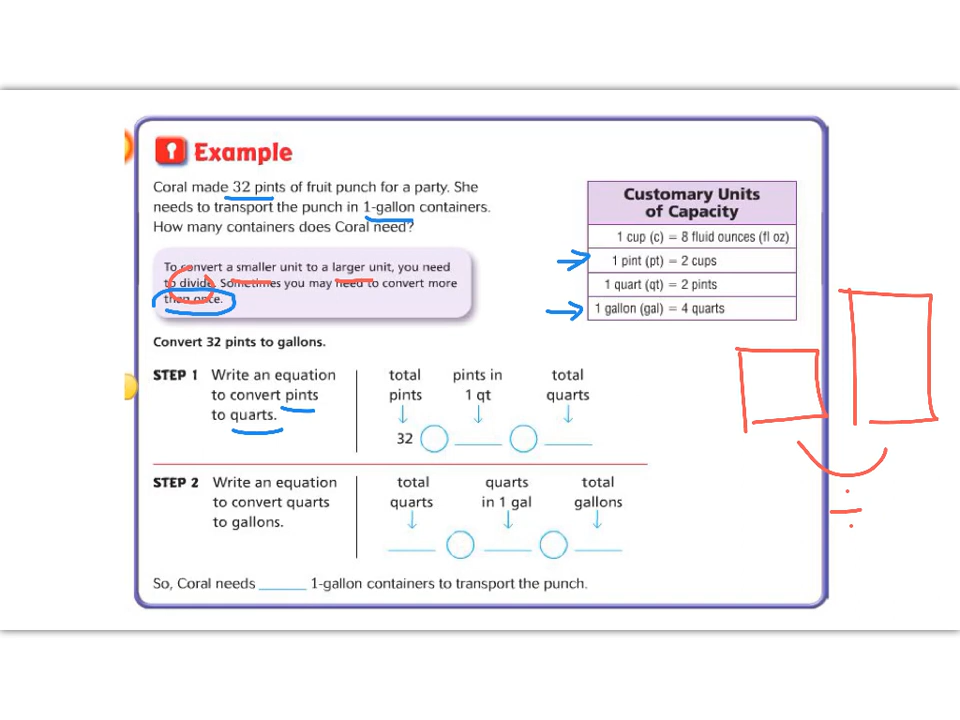 Example
Coral made 32 pints of fruit punch for a party. She
needs to transport the punch in 1-gallon containers.
How many containers does Coral need?
To convert a smaller unit to a larger unit, you need
to divide. Sometimes you may need to convert more
than once.
Customary Units
of Capacity
1 cup (c) = 8 fluid ounces (fl oz)
1 pint (pt) = 2 cups
1 quart (qt) = 2 pints
1 gallon (gal) = 4 quarts
Convert 32 pints to gallons.
STEP 1 Write an equation
to convert pints
to quarts.
total pints in total
pints 1 qt quarts
32
STEP 2 Write an equation
to convert quarts
to gallons.
total quarts total
quarts in 1 gal gallons
÷
So, Coral needs ______ 1-gallon containers to transport the punch.